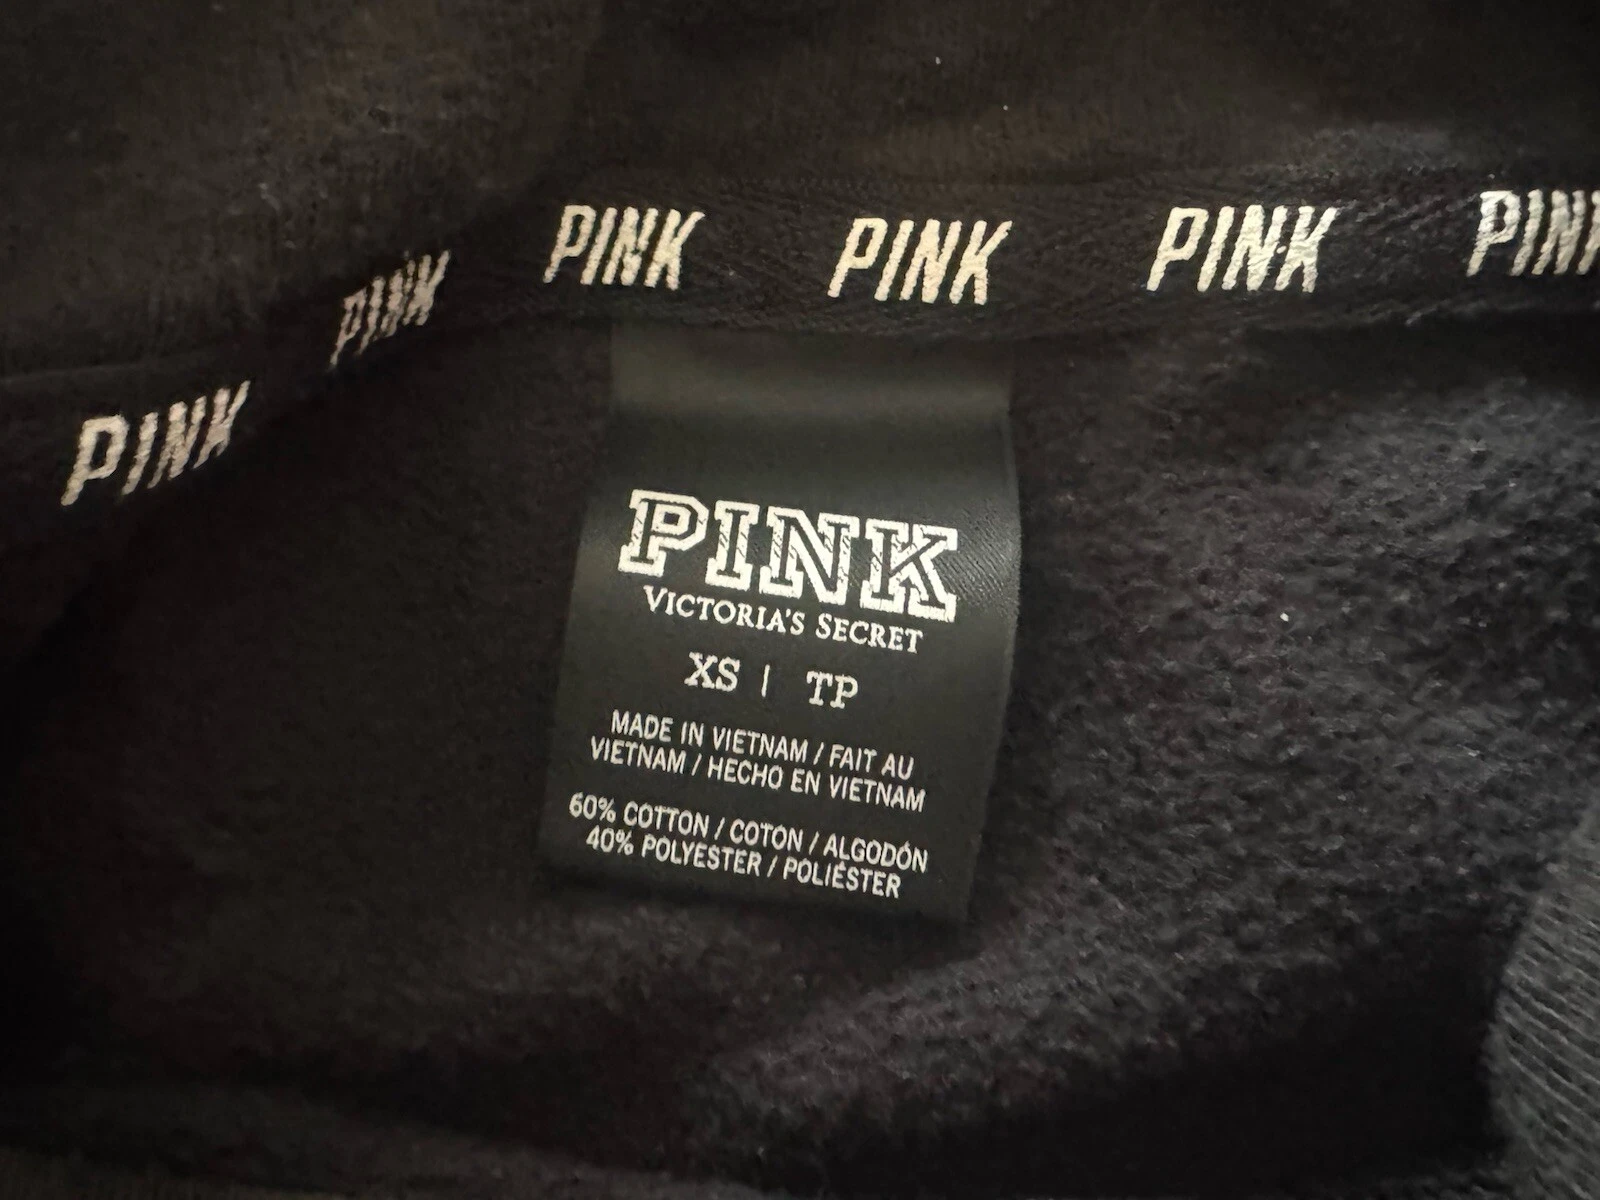 PINK
PINK
PINK
PINK
PINK
PINK
PINK
VICTORIA'S SECRET
XS | TP
MADE IN VIETNAM / FAIT AU
VIETNAM / HECHO EN VIETNAM
60% COTTON / COTON / ALGODÓN
40% POLYESTER / POLIÉSTER